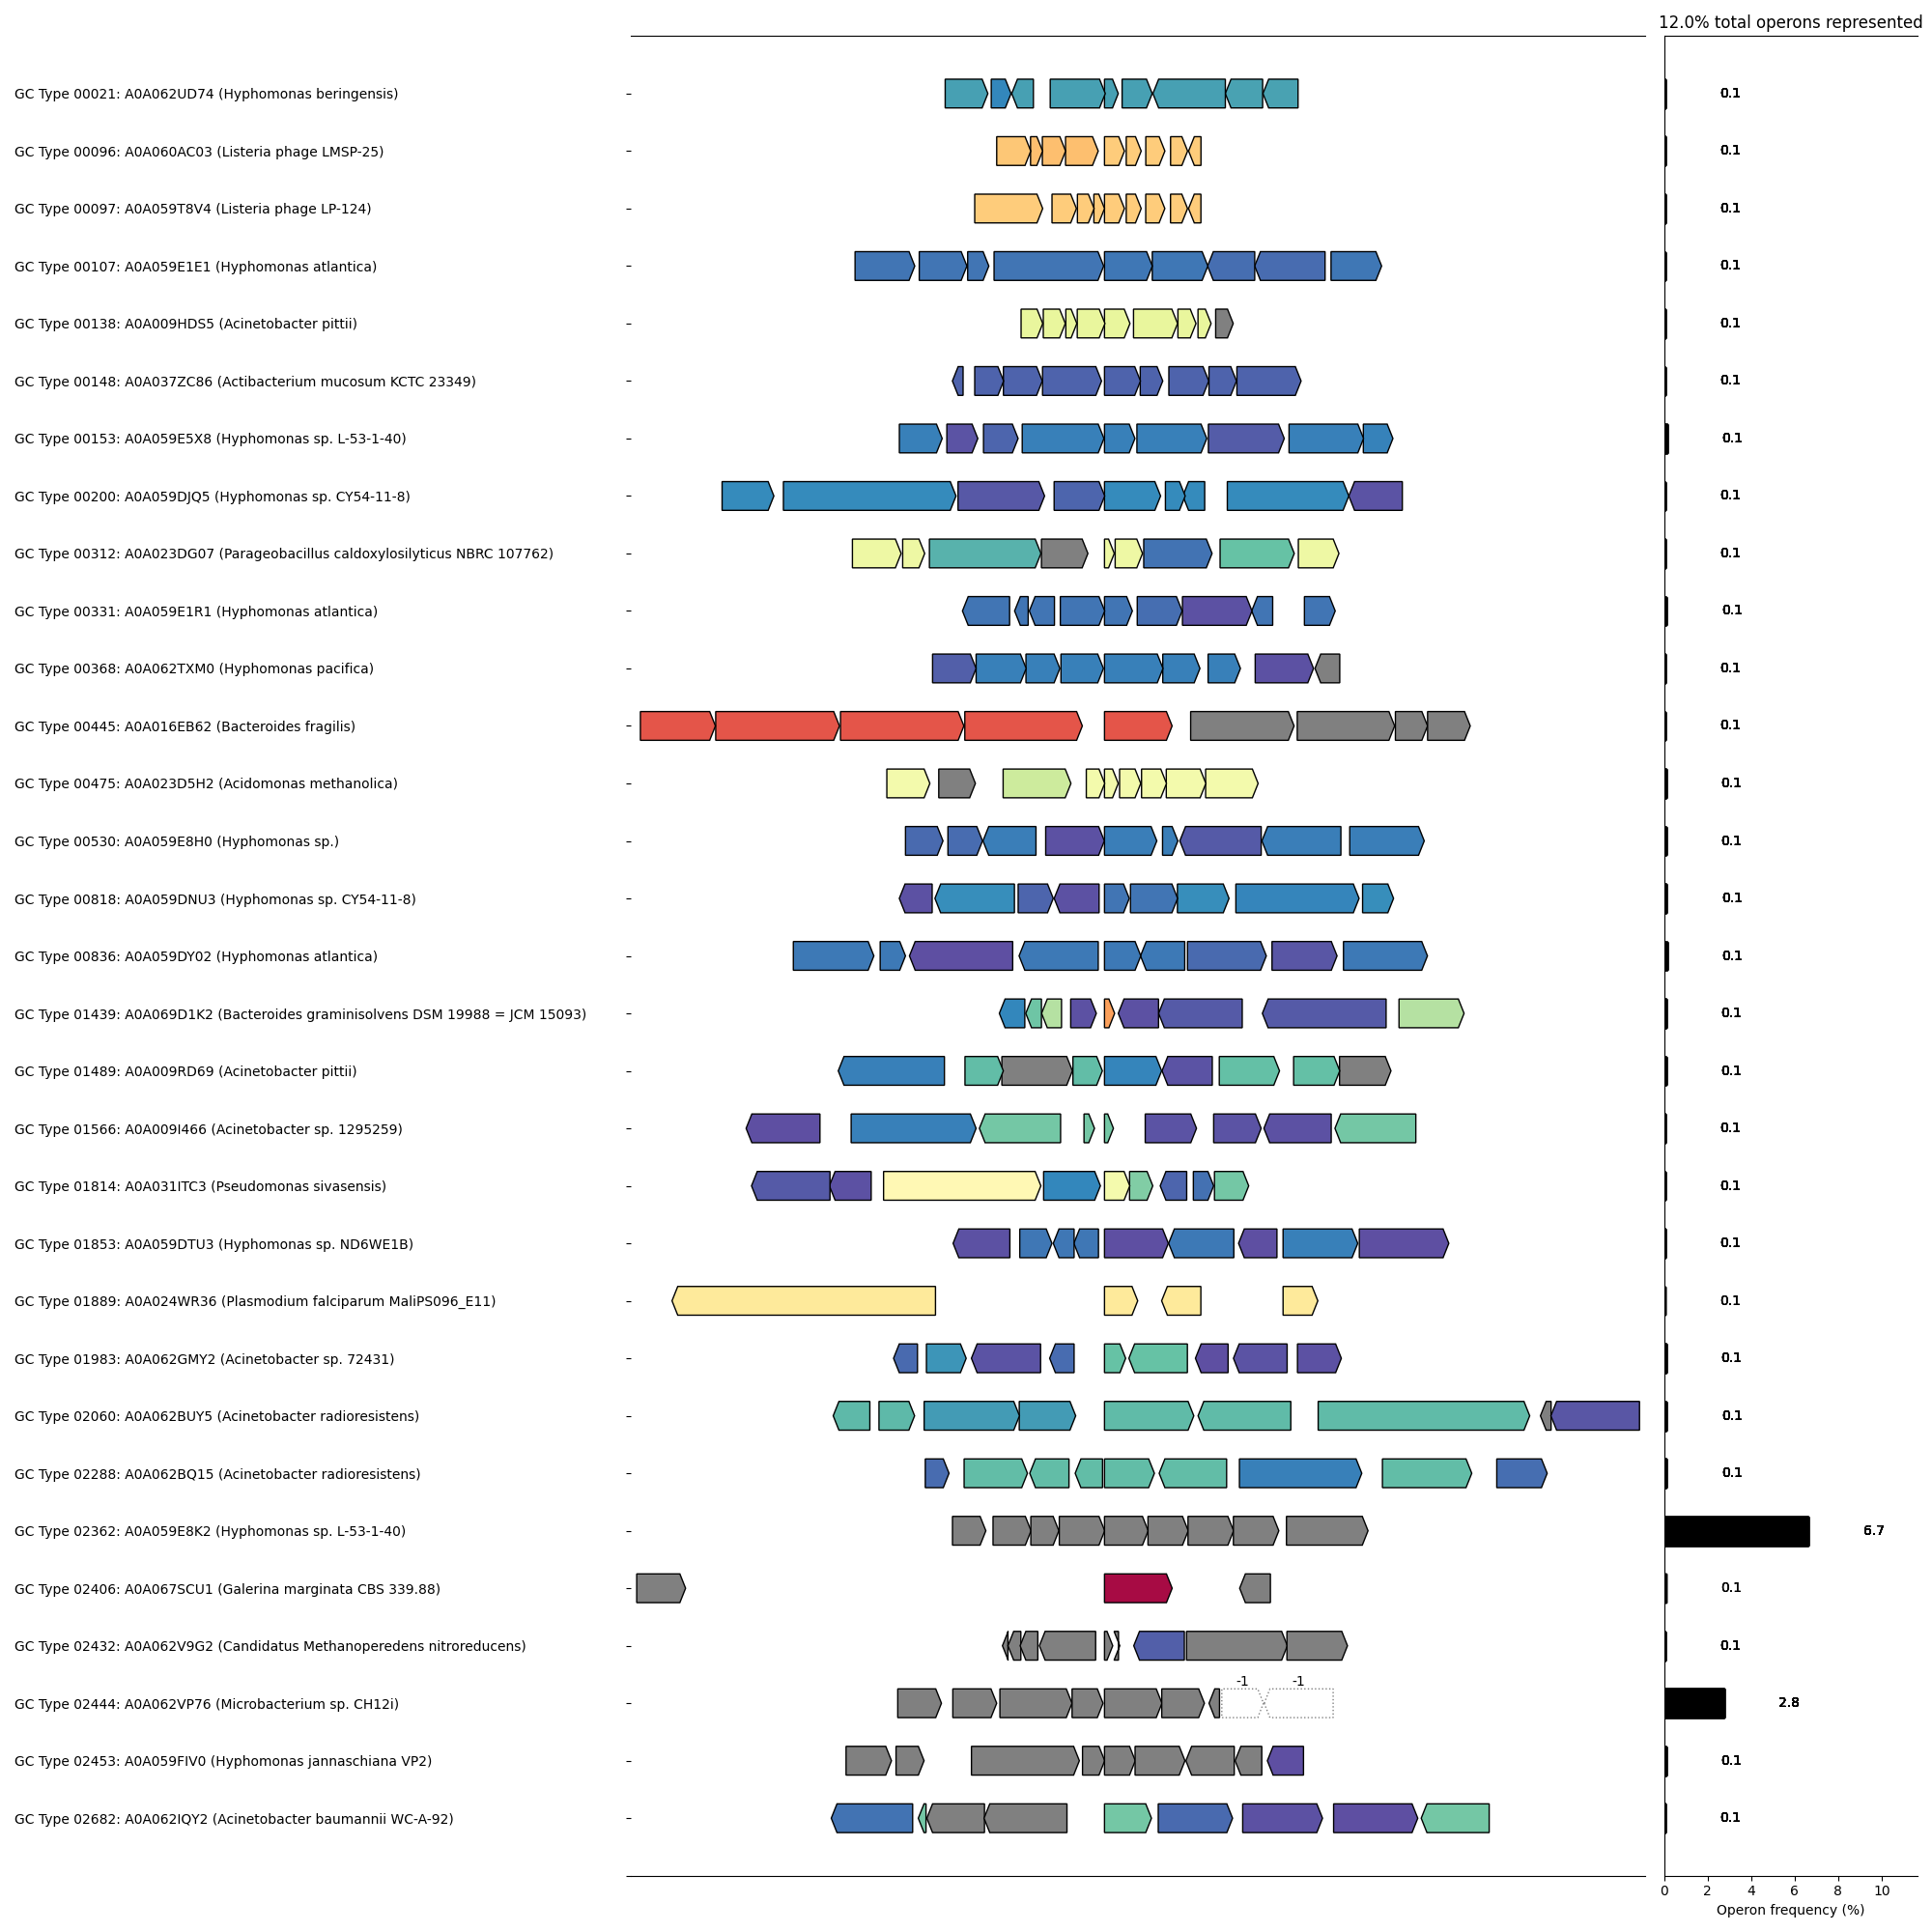 12.0% total operons represented
GC Type 00021: A0A062UD74 (Hyphomonas beringensis) 0.1
GC Type 00096: A0A060AC03 (Listeria phage LMSP-25) 0.1
GC Type 00097: A0A059T8V4 (Listeria phage LP-124) 0.1
GC Type 00107: A0A059E1E1 (Hyphomonas atlantica) 0.1
GC Type 00138: A0A009HDS5 (Acinetobacter pittii) 0.1
GC Type 00148: A0A037ZC86 (Actibacterium mucosum KCTC 23349) 0.1
GC Type 00153: A0A059E5X8 (Hyphomonas sp. L-53-1-40) 0.1
GC Type 00200: A0A059DJQ5 (Hyphomonas sp. CY54-11-8) 0.1
GC Type 00312: A0A023DG07 (Parageobacillus caldoxylosilyticus NBRC 107762) 0.1
GC Type 00331: A0A059E1R1 (Hyphomonas atlantica) 0.1
GC Type 00368: A0A062TXM0 (Hyphomonas pacifica) 0.1
GC Type 00445: A0A016EB62 (Bacteroides fragilis) 0.1
GC Type 00475: A0A023D5H2 (Acidomonas methanolica) 0.1
GC Type 00530: A0A059E8H0 (Hyphomonas sp.) 0.1
GC Type 00818: A0A059DNU3 (Hyphomonas sp. CY54-11-8) 0.1
GC Type 00836: A0A059DY02 (Hyphomonas atlantica) 0.1
GC Type 01439: A0A069D1K2 (Bacteroides graminisolvens DSM 19988 = JCM 15093) 0.1
GC Type 01489: A0A009RD69 (Acinetobacter pittii) 0.1
GC Type 01566: A0A009I466 (Acinetobacter sp. 1295259) 0.1
GC Type 01814: A0A031ITC3 (Pseudomonas sivasensis) 0.1
GC Type 01853: A0A059DTU3 (Hyphomonas sp. ND6WE1B) 0.1
GC Type 01889: A0A024WR36 (Plasmodium falciparum MaliPS096_E11) 0.1
GC Type 01983: A0A062GMY2 (Acinetobacter sp. 72431) 0.1
GC Type 02060: A0A062BUY5 (Acinetobacter radioresistens) 0.1
GC Type 02288: A0A062BQ15 (Acinetobacter radioresistens) 0.1
GC Type 02362: A0A059E8K2 (Hyphomonas sp. L-53-1-40) 6.7
GC Type 02406: A0A067SCU1 (Galerina marginata CBS 339.88) 0.1
GC Type 02432: A0A062V9G2 (Candidatus Methanoperedens nitroreducens) 0.1
-1 -1
GC Type 02444: A0A062VP76 (Microbacterium sp. CH12i) 2.8
GC Type 02453: A0A059FIV0 (Hyphomonas jannaschiana VP2) 0.1
GC Type 02682: A0A062IQY2 (Acinetobacter baumannii WC-A-92) 0.1
0 2 4 6 8 10
Operon frequency (%)